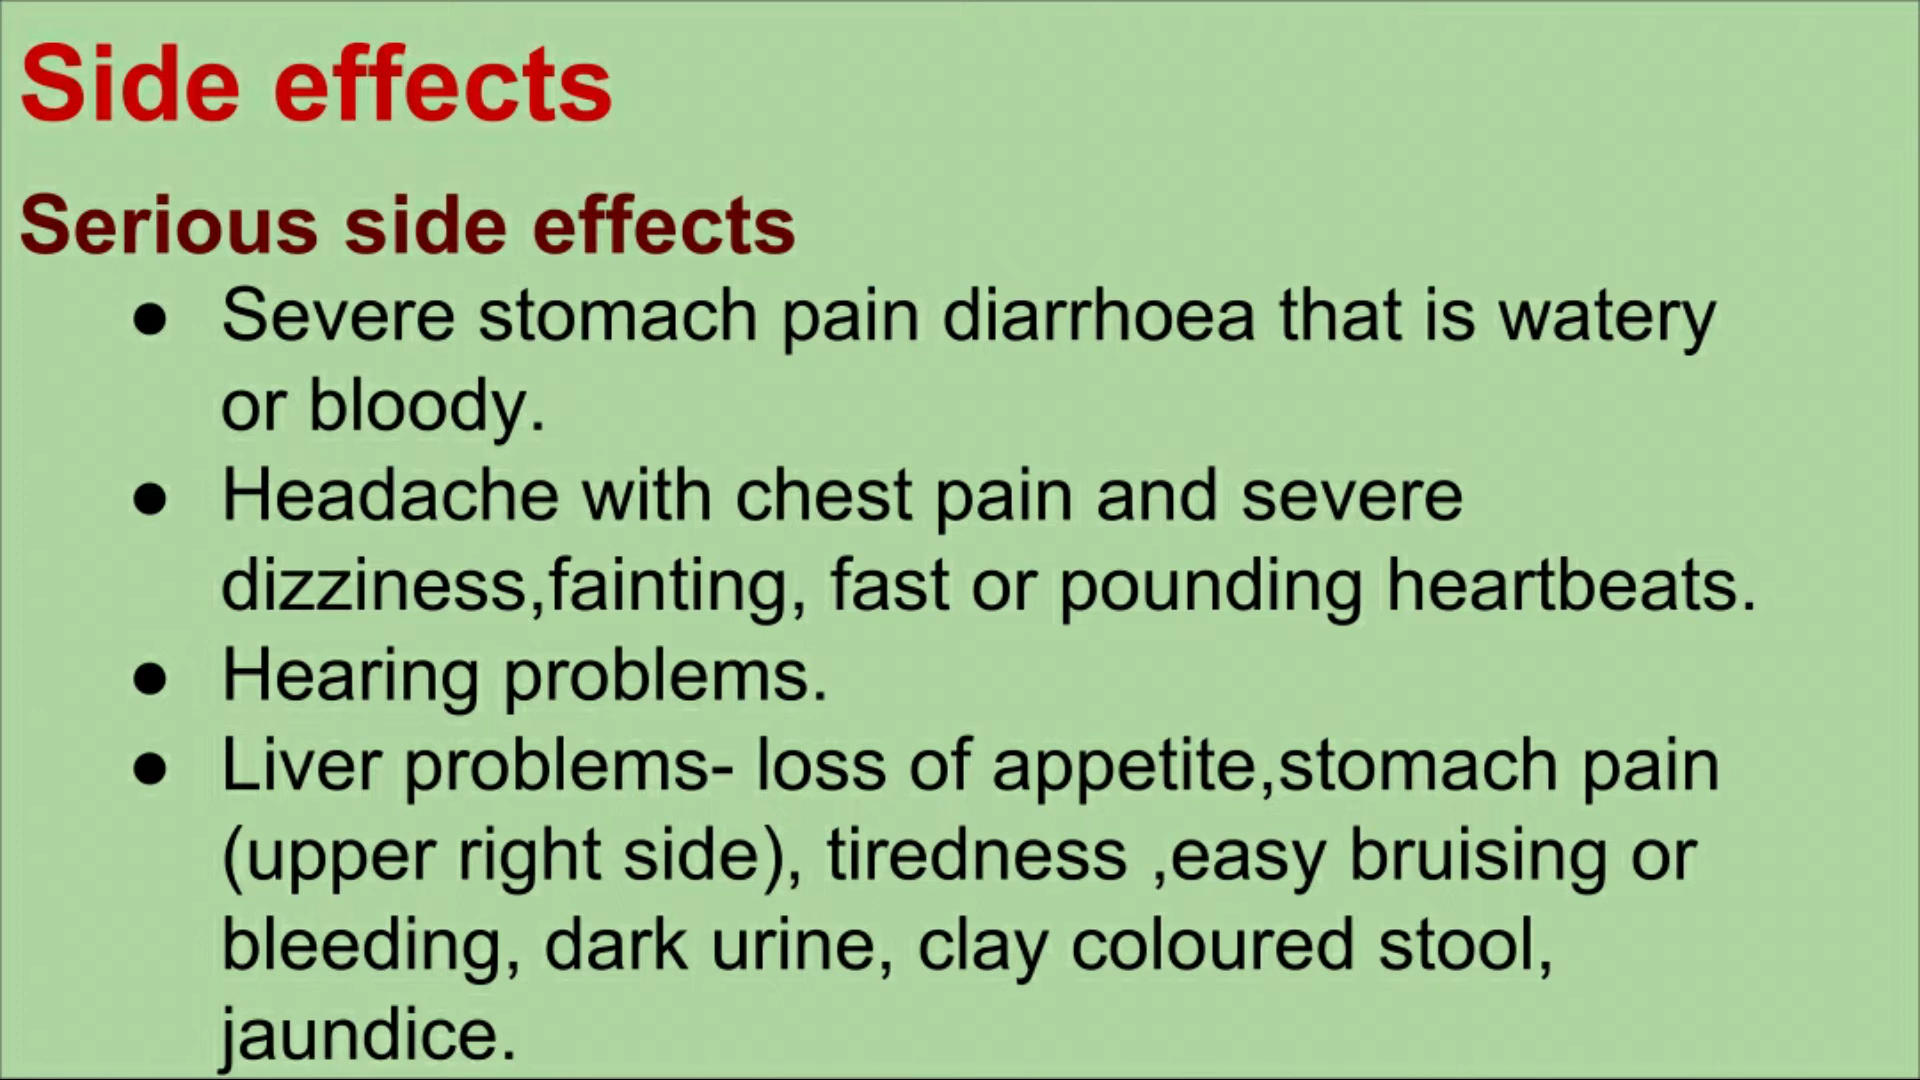 Side effects
Serious side effects
● Severe stomach pain diarrhoea that is watery
or bloody.
● Headache with chest pain and severe
dizziness,fainting, fast or pounding heartbeats.
● Hearing problems.
● Liver problems- loss of appetite,stomach pain
(upper right side), tiredness ,easy bruising or
bleeding, dark urine, clay coloured stool,
jaundice.